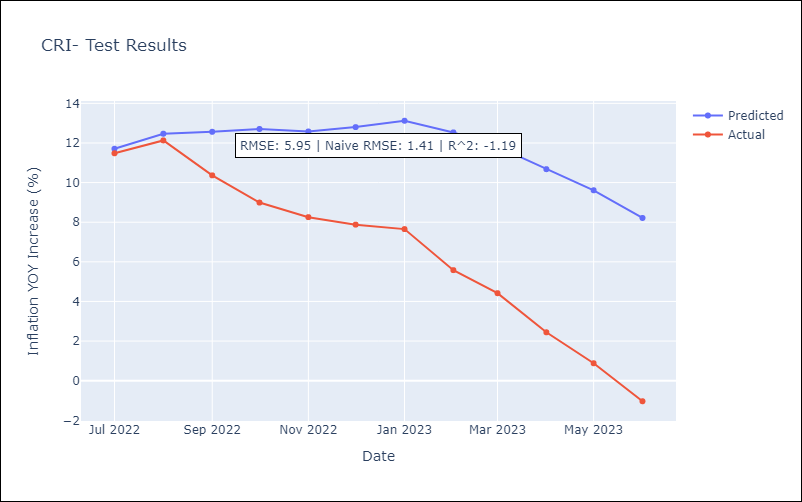 CRI- Test Results
14
12
10
8
6
4
2
0
−2
Inflation YOY Increase (%)
RMSE: 5.95 | Naive RMSE: 1.41 | R^2: -1.19
Predicted
Actual
Jul 2022
Sep 2022
Nov 2022
Jan 2023
Mar 2023
May 2023
Date